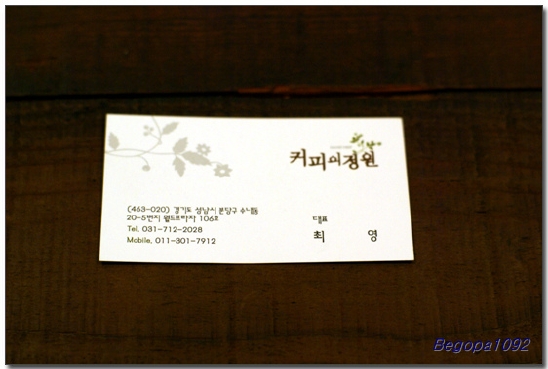 커피의정원
(463-020) 경기도 성남시 분당구 수내동
20-5번지 월드프라자 106호
Tel. 031-712-2028
Mobile. 011-301-7912
대표
최 영
Begopa1092